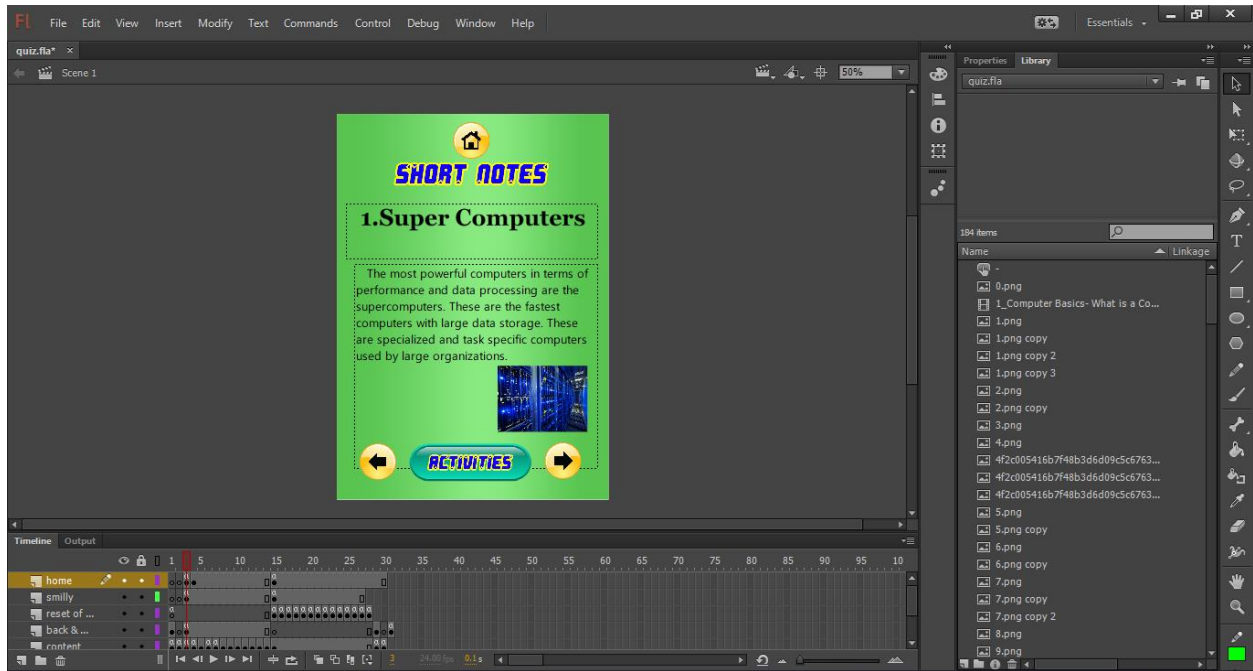 Fl File Edit View Insert Modify Text Commands Control Debug Window Help Essentials
quiz.fla* ×
Scene 1 50%
SHORT NOTES
1.Super Computers
The most powerful computers in terms of
performance and data processing are the
supercomputers. These are the fastest
computers with large data storage. These
are specialized and task specific computers
used by large organizations.
ACTIVITIES
Properties Library
quiz.fla
184 items
Name Linkage
-
0.png
1_Computer Basics- What is a Co...
1.png
1.png copy
1.png copy 2
1.png copy 3
2.png
2.png copy
3.png
4.png
4f2c005416b7f48b3d6d09c5c6763...
4f2c005416b7f48b3d6d09c5c6763...
4f2c005416b7f48b3d6d09c5c6763...
5.png
5.png copy
6.png
6.png copy
7.png
7.png copy
7.png copy 2
8.png
9.png
Timeline Output
1 5 10 15 20 25 30 35 40 45 50 55 60 65 70 75 80 85 90 95 10
home
smilly
reset of ...
back & ...
content
3 24.00 fps 0.1 s